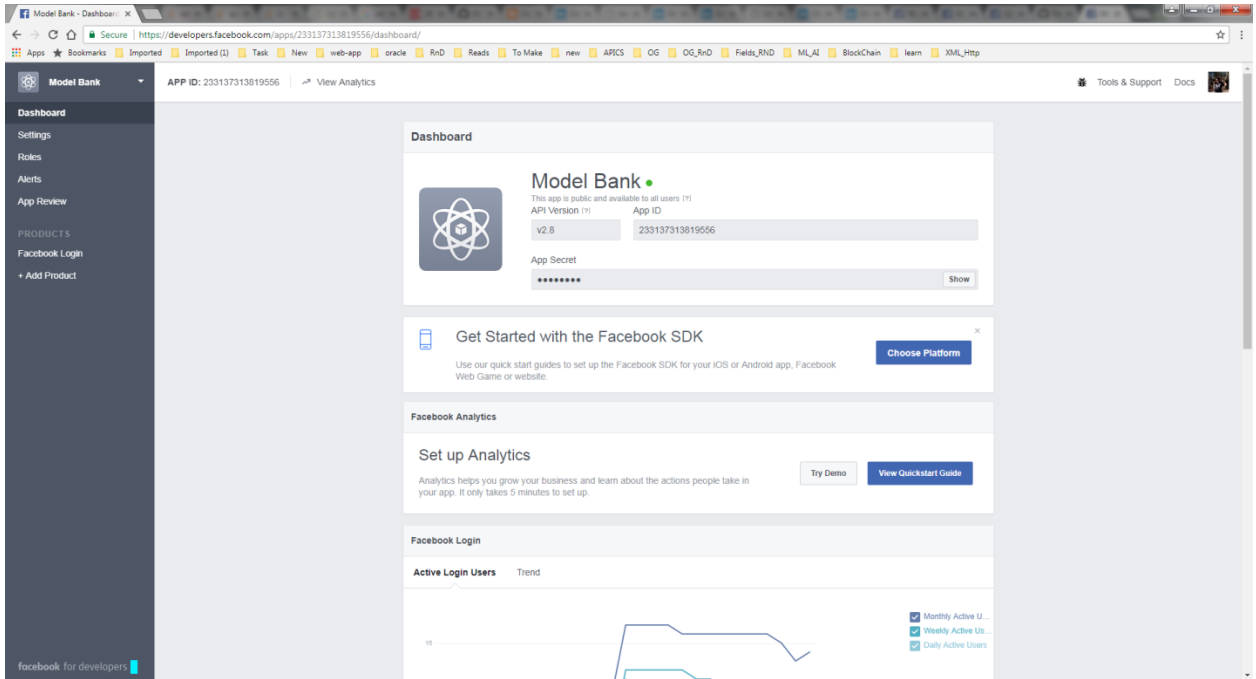 Model Bank - Dashboard
Secure | https://developers.facebook.com/apps/233137313819556/dashboard/
Apps Bookmarks Imported Imported (1) Task New web-app oracle RnD Reads To Make new APICS OG OG_RnD Fields_RND ML_AI BlockChain learn XML_Http
Model Bank APP ID: 233137313819556 View Analytics Tools & Support Docs
Dashboard
Settings
Roles
Alerts
App Review
PRODUCTS
Facebook Login
+ Add Product
facebook for developers
Dashboard
Model Bank
This app is public and available to all users [?]
API Version [?] App ID
v2.8 233137313819556
App Secret
●●●●●●●● Show
Get Started with the Facebook SDK
Use our quick start guides to set up the Facebook SDK for your iOS or Android app, Facebook
Web Game or website.
Choose Platform
Facebook Analytics
Set up Analytics
Analytics helps you grow your business and learn about the actions people take in
your app. It only takes 5 minutes to set up.
Try Demo View Quickstart Guide
Facebook Login
Active Login Users Trend
Monthly Active U...
Weekly Active Us...
Daily Active Users
15